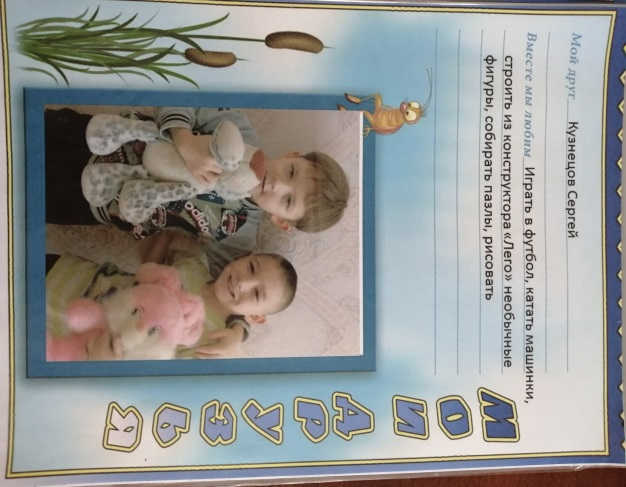 МОИ ДРУЗЬЯ
Мой друг Кузнецов Сергей
Вместе мы любим Играть в футбол, катать машинки,
строить из конструктора «Лего» необычные
фигуры, собирать пазлы, рисовать
adidas